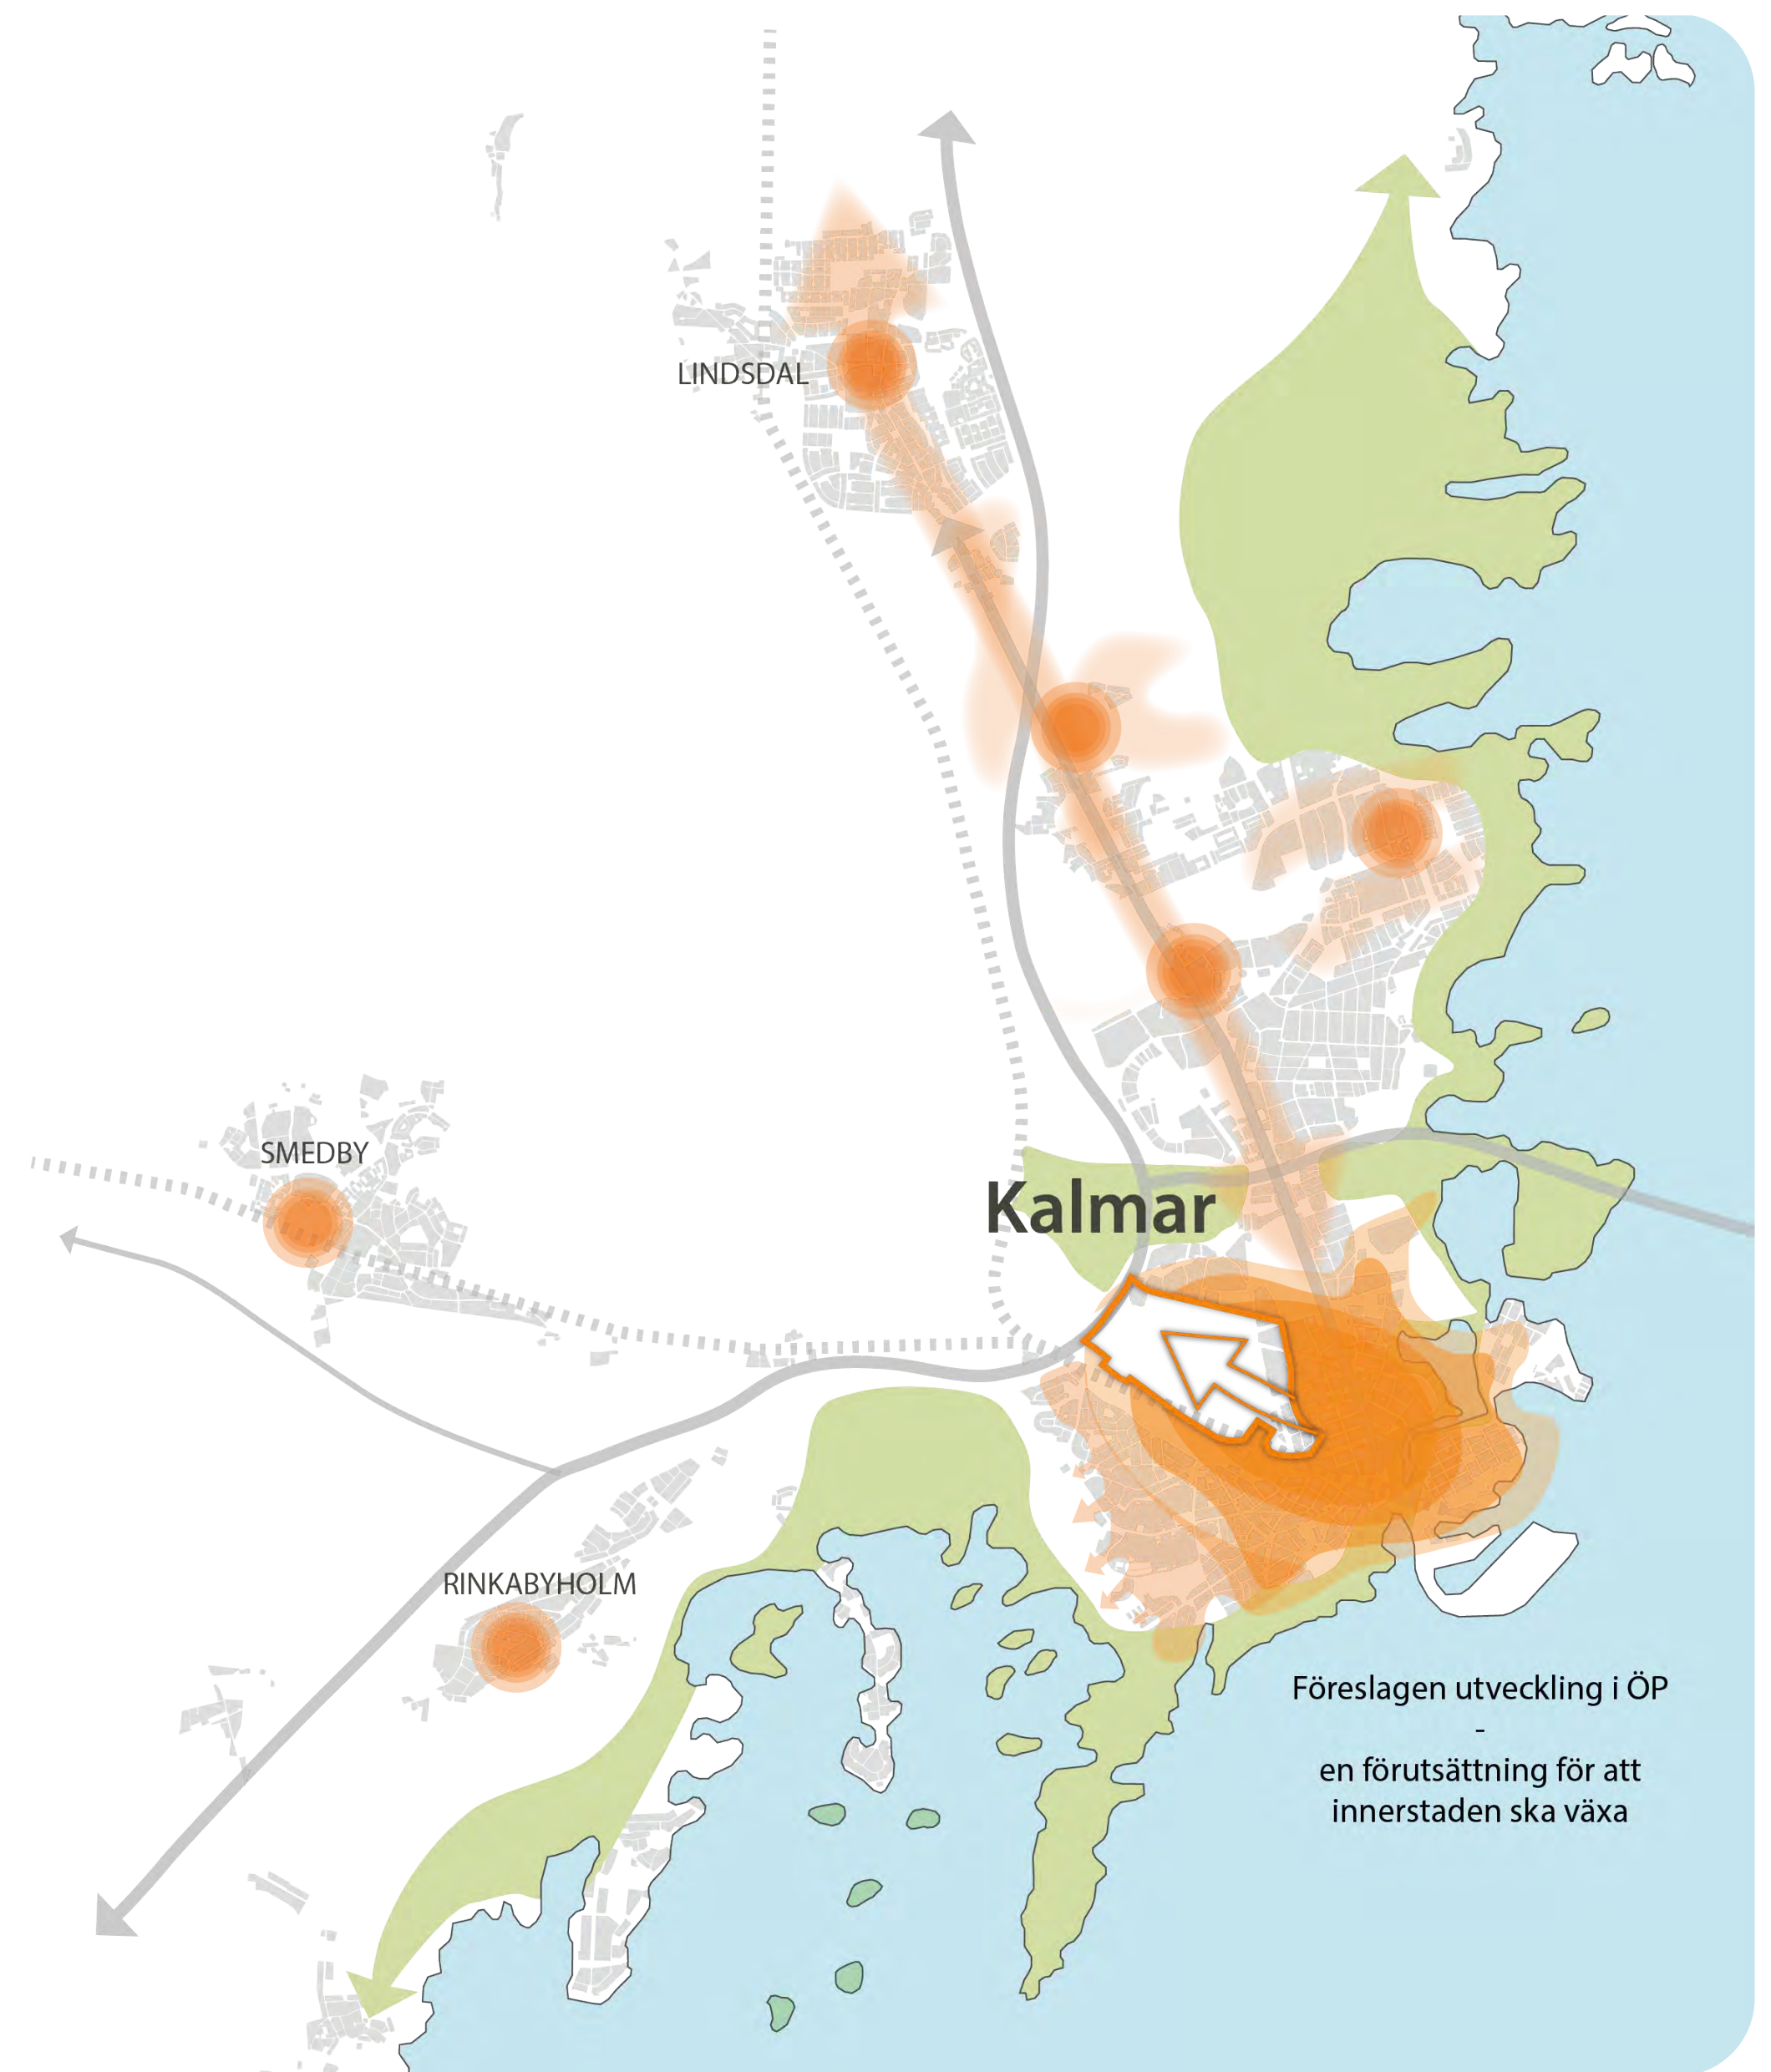 LINDSDAL
SMEDBY
Kalmar
RINKABYHOLM
Föreslagen utveckling i ÖP
-
en förutsättning för att
innerstaden ska växa